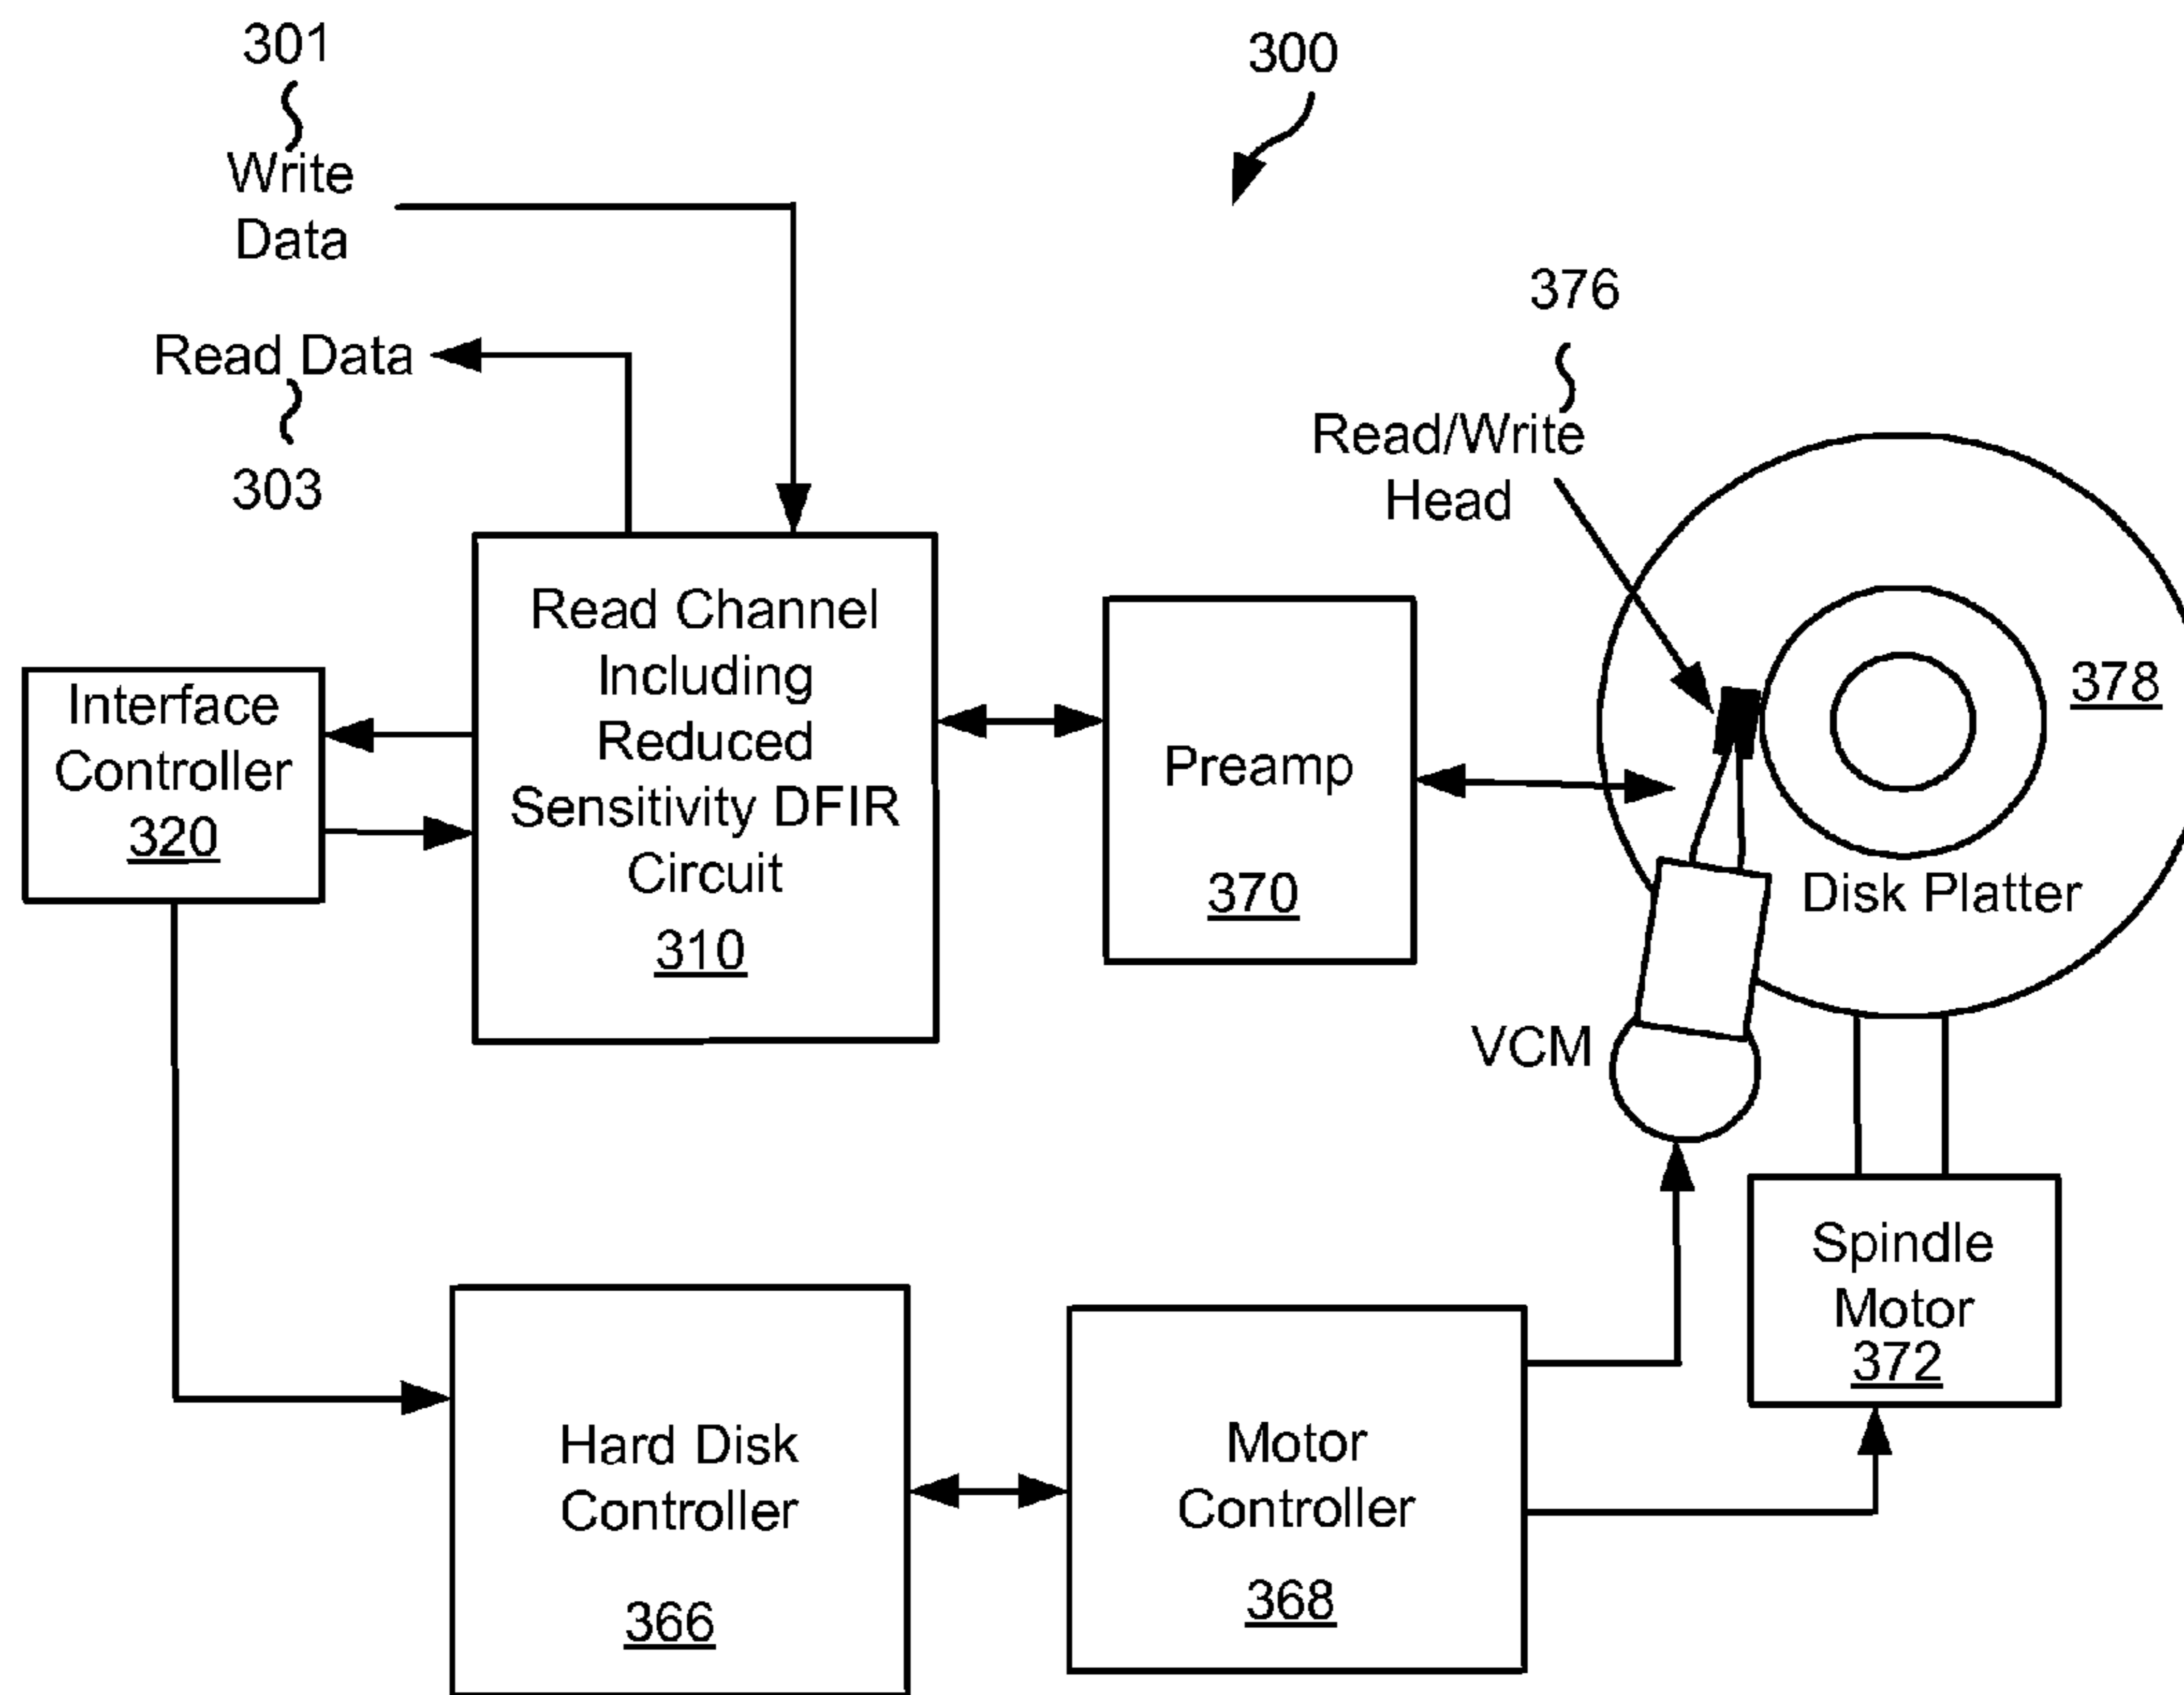 301
Write
Data
300
Read Data
303
376
Read/Write
Head
Read Channel
Including
Reduced
Sensitivity DFIR
Circuit
310
Interface
Controller
320
Preamp
370
378
Disk Platter
VCM
Spindle
Motor
372
Hard Disk
Controller
366
Motor
Controller
368